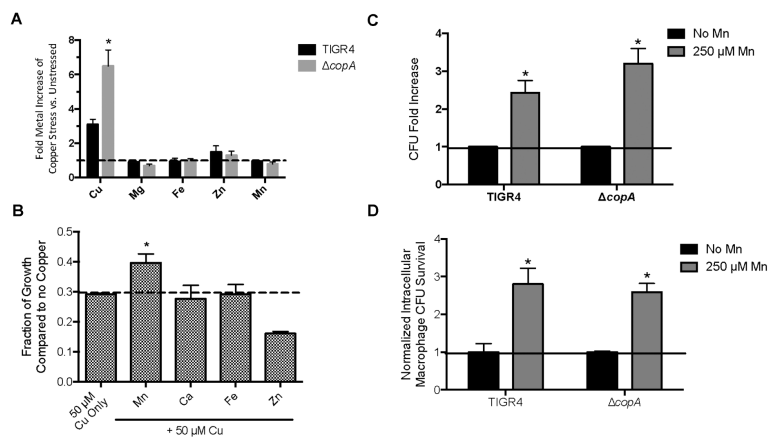 A
Fold Metal Increase of
Copper Stress vs. Unstressed
8
6
4
2
0
*
TIGR4
ΔcopA
Cu
Mg
Fe
Zn
Mn
B
Fraction of Growth
Compared to no Copper
0.5
0.4
0.3
0.2
0.1
0.0
*
50 μM
Cu Only
Mn
Ca
Fe
Zn
+ 50 μM Cu
C
CFU Fold Increase
4
3
2
1
0
*
*
No Mn
250 μM Mn
TIGR4
ΔcopA
D
Normalized Intracellular
Macrophage CFU Survival
4
3
2
1
0
*
*
No Mn
250 μM Mn
TIGR4
ΔcopA